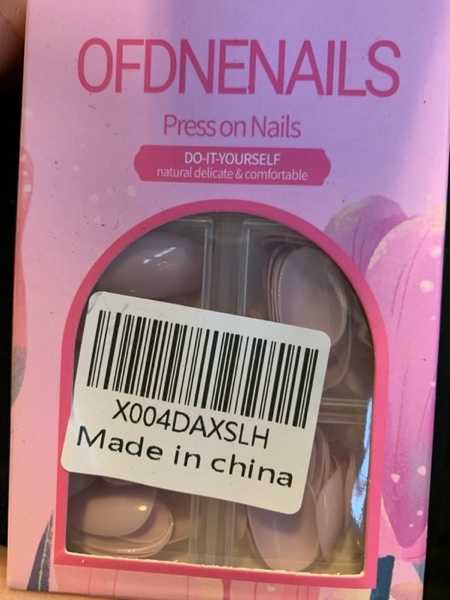 OFDNENAILS
Press on Nails
DO-IT-YOURSELF
natural delicate & comfortable
X004DAXSLH
Made in china